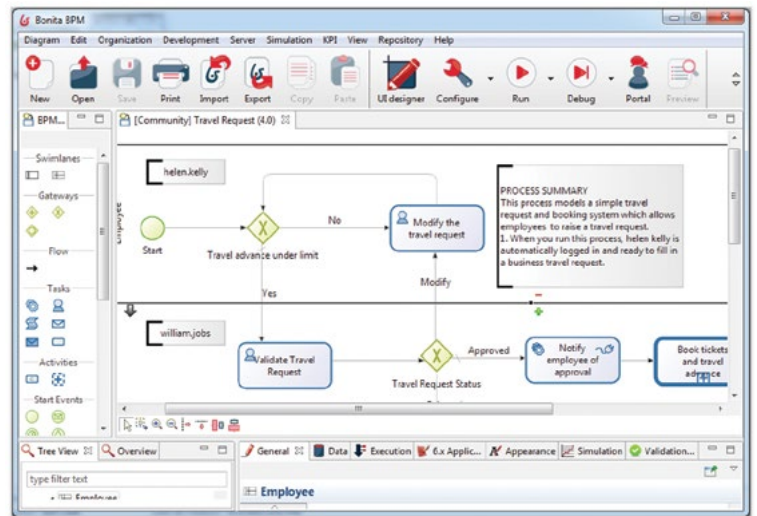 Bonita BPM
Diagram Edit Organization Development Server Simulation KPI View Repository Help
New Open Save Print Import Export Copy Paste UI designer Configure Run Debug Portal Preview
BPM...
[Community] Travel Request (4.0)
Swimlanes
Gateways
Flow
Tasks
Activities
Start Events
Employee
helen.kelly
Start
Travel advance under limit
No
Yes
Modify the
travel request
PROCESS SUMMARY
This process models a simple travel
request and booking system which allows
employees to raise a travel request.
1. When you run this process, helen kelly is
automatically logged in and ready to fill in
a business travel request.
Modify
william.jobs
Validate Travel
Request
Travel Request Status
Approved
Notify
employee of
approval
Book tickets
and travel
advance
Tree View Overview
type filter text
Employee
General Data Execution 6.x Applic... Appearance Simulation Validation...
Employee